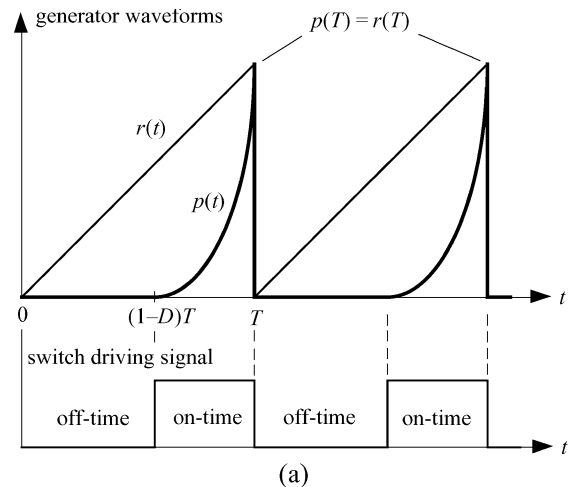 generator waveforms
p(T) = r(T)
r(t)
p(t)
t
0
(1–D)T
T
switch driving signal
off-time
on-time
off-time
on-time
t
(a)